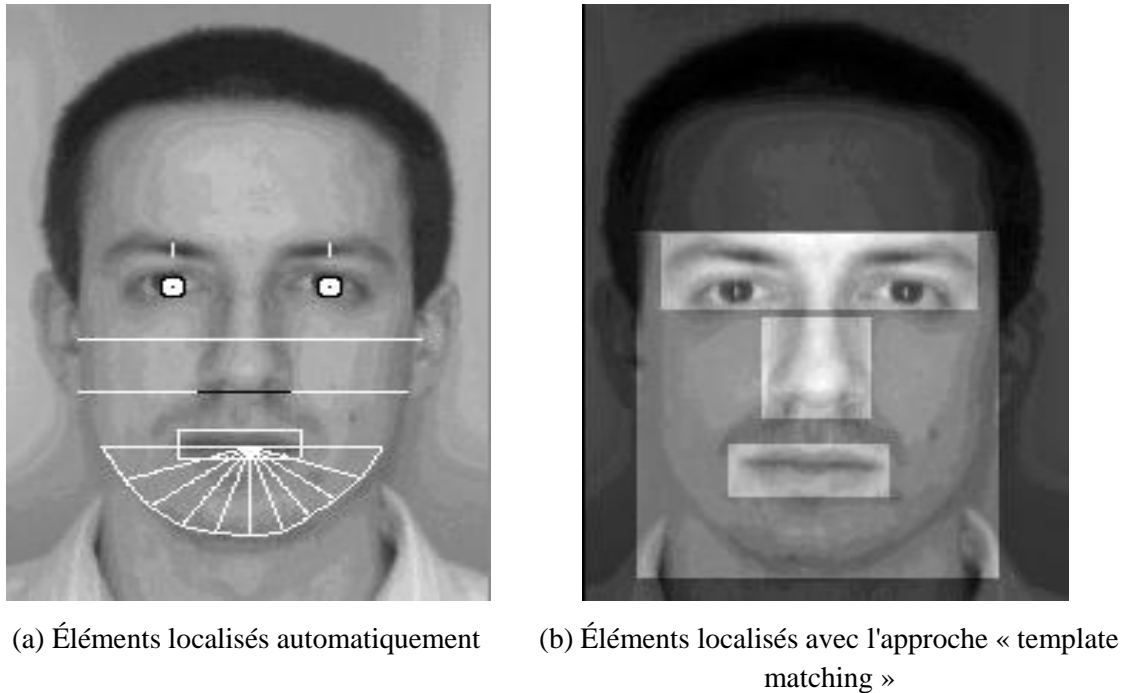 (a) Éléments localisés automatiquement
(b) Éléments localisés avec l'approche « template
matching »